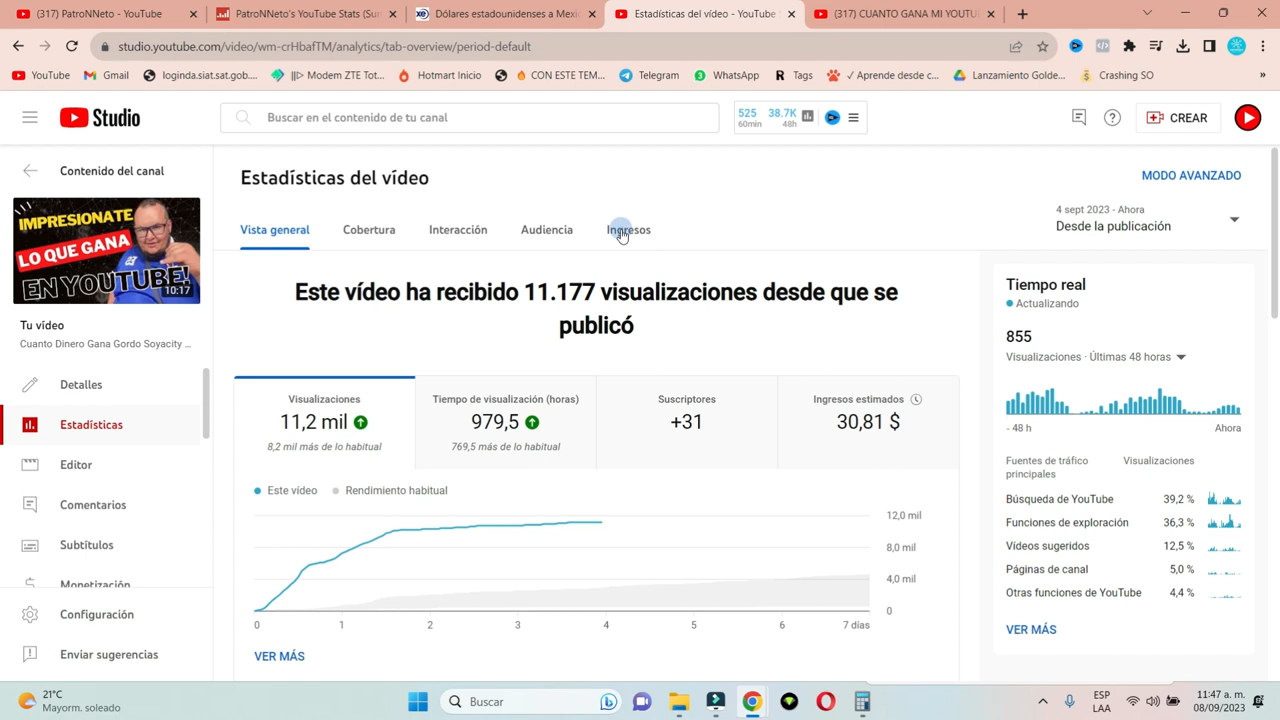 (317) PatroNNeto - YouTube
PatroNNeto's YouTube Stats (Sum
Dólares estadounidenses a Mexic
Estadísticas del vídeo - YouTube S
(317) CUANTO GANA MI YOUTU
studio.youtube.com/video/wm-crHbafTM/analytics/tab-overview/period-default
YouTube
Gmail
loginda.siat.sat.gob....
||▷ Modem ZTE Tot...
Hotmart Inicio
CON ESTE TEM...
Telegram
WhatsApp
Tags
✓ Aprende desde c...
Lanzamiento Golde...
Crashing SO
»
Studio
Buscar en el contenido de tu canal
525
60min
38.7K
48h
CREAR
Contenido del canal
IMPRESIONATE
LO QUE GANA
EN YOUTUBE!
10:17
Tu vídeo
Cuanto Dinero Gana Gordo Soyacity ...
Detalles
Estadísticas
Editor
Comentarios
Subtítulos
Monetización
Configuración
Enviar sugerencias
Estadísticas del vídeo
MODO AVANZADO
Vista general
Cobertura
Interacción
Audiencia
Ingresos
4 sept 2023 - Ahora
Desde la publicación
Este vídeo ha recibido 11.177 visualizaciones desde que se
publicó
Visualizaciones
11,2 mil
8,2 mil más de lo habitual
Tiempo de visualización (horas)
979,5
769,5 más de lo habitual
Suscriptores
+31
Ingresos estimados
30,81 $
Este vídeo
Rendimiento habitual
12,0 mil
8,0 mil
4,0 mil
0
0
1
2
3
4
5
6
7 días
VER MÁS
Tiempo real
Actualizando
855
Visualizaciones · Últimas 48 horas
- 48 h
Ahora
Fuentes de tráfico
principales
Visualizaciones
Búsqueda de YouTube
39,2 %
Funciones de exploración
36,3 %
Vídeos sugeridos
12,5 %
Páginas de canal
5,0 %
Otras funciones de YouTube
4,4 %
VER MÁS
21°C
Mayorm. soleado
Buscar
ESP
LAA
11:47 a.m.
08/09/2023